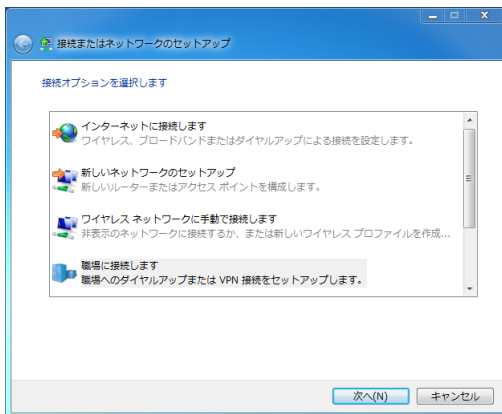 接続またはネットワークのセットアップ
接続オプションを選択します
インターネットに接続します
ワイヤレス、ブロードバンドまたはダイヤルアップによる接続を設定します。
新しいネットワークのセットアップ
新しいルーターまたはアクセス ポイントを構成します。
ワイヤレス ネットワークに手動で接続します
非表示のネットワークに接続するか、または新しいワイヤレス プロファイルを作成...
職場に接続します
職場へのダイヤルアップまたは VPN 接続をセットアップします。
次へ(N)
キャンセル